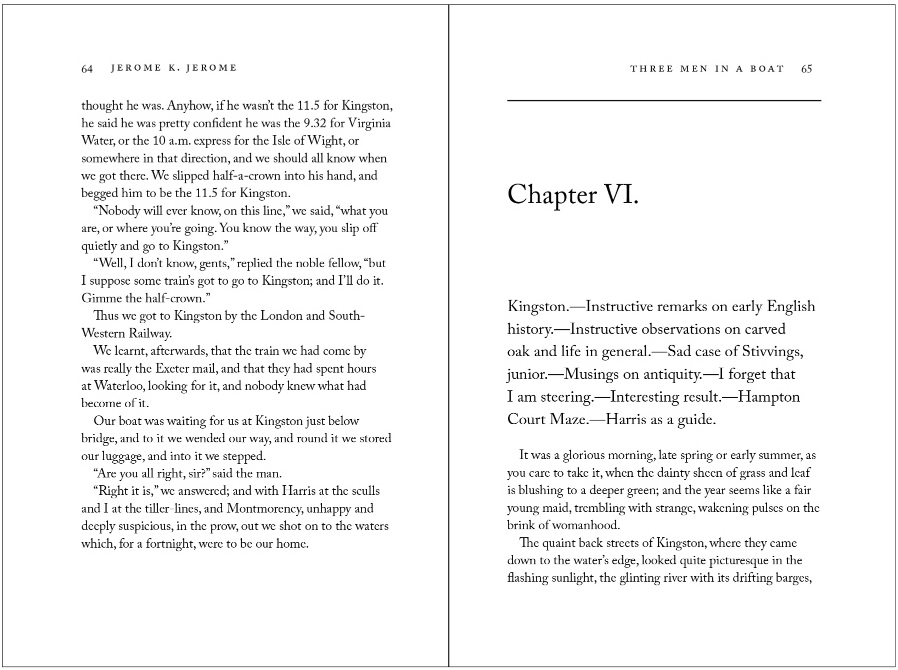 64 JEROME K. JEROME
thought he was. Anyhow, if he wasn’t the 11.5 for Kingston,
he said he was pretty confident he was the 9.32 for Virginia
Water, or the 10 a.m. express for the Isle of Wight, or
somewhere in that direction, and we should all know when
we got there. We slipped half-a-crown into his hand, and
begged him to be the 11.5 for Kingston.
“Nobody will ever know, on this line,” we said, “what you
are, or where you’re going. You know the way, you slip off
quietly and go to Kingston.”
“Well, I don’t know, gents,” replied the noble fellow, “but
I suppose some train’s got to go to Kingston; and I’ll do it.
Gimme the half-crown.”
Thus we got to Kingston by the London and South-
Western Railway.
We learnt, afterwards, that the train we had come by
was really the Exeter mail, and that they had spent hours
at Waterloo, looking for it, and nobody knew what had
become of it.
Our boat was waiting for us at Kingston just below
bridge, and to it we wended our way, and round it we stored
our luggage, and into it we stepped.
“Are you all right, sir?” said the man.
“Right it is,” we answered; and with Harris at the sculls
and I at the tiller-lines, and Montmorency, unhappy and
deeply suspicious, in the prow, out we shot on to the waters
which, for a fortnight, were to be our home.
THREE MEN IN A BOAT 65
Chapter VI.
Kingston.—Instructive remarks on early English
history.—Instructive observations on carved
oak and life in general.—Sad case of Stivvings,
junior.—Musings on antiquity.—I forget that
I am steering.—Interesting result.—Hampton
Court Maze.—Harris as a guide.
It was a glorious morning, late spring or early summer, as
you care to take it, when the dainty sheen of grass and leaf
is blushing to a deeper green; and the year seems like a fair
young maid, trembling with strange, wakening pulses on the
brink of womanhood.
The quaint back streets of Kingston, where they came
down to the water’s edge, looked quite picturesque in the
flashing sunlight, the glinting river with its drifting barges,